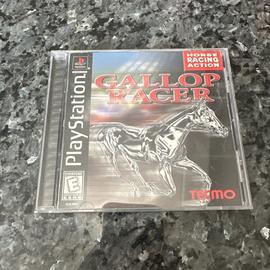 PlayStation
HORSE
RACING
ACTION
GALLOP
RACER
E
TECMO